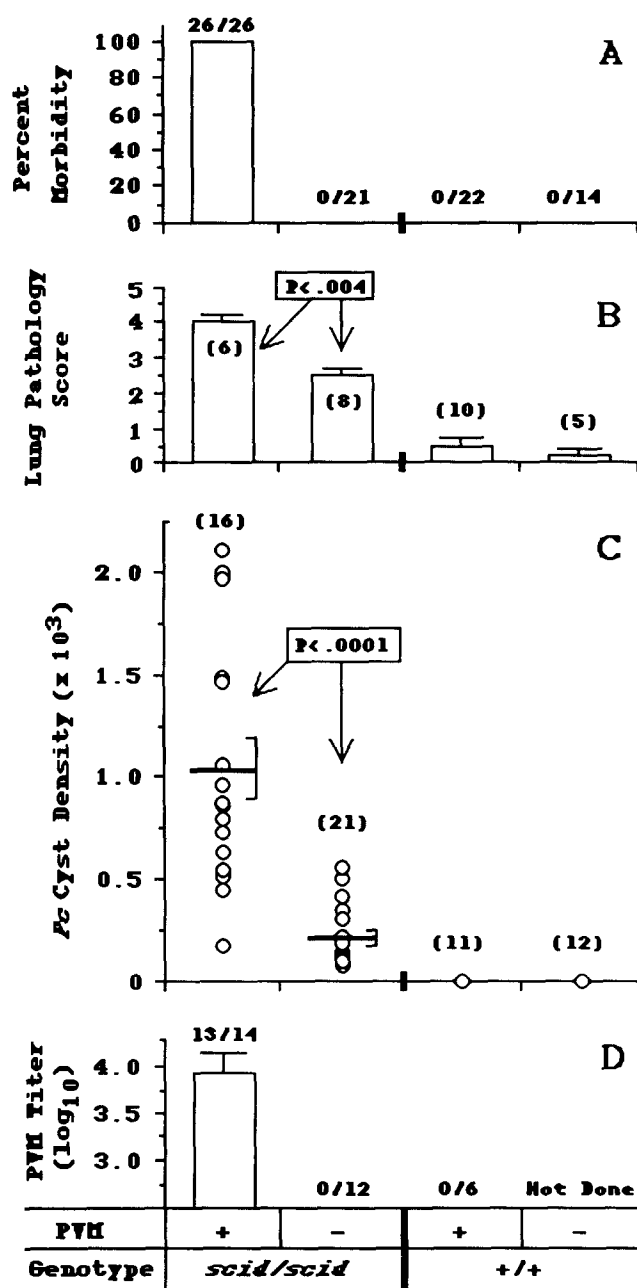 A
Percent
Morbidity
100
80
60
40
20
0
26/26
0/21
0/22
0/14
B
Lung Pathology
Score
5
4
3
2
1
0
P<.004
(6)
(8)
(10)
(5)
C
Pc Cyst Density (x 10³)
2.0
1.5
1.0
0.5
0
(16)
P<.0001
(21)
(11)
(12)
D
PVM Titer
(log₁₀)
4.0
3.5
3.0
13/14
0/12
0/6
Not Done
PVM + − + −
Genotype scid/scid +/+